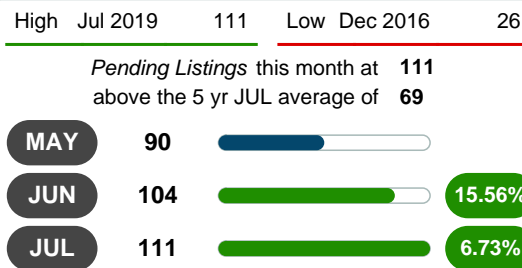 High Jul 2019 111 Low Dec 2016 26
Pending Listings this month at 111
above the 5 yr JUL average of 69
MAY 90
JUN 104 15.56%
JUL 111 6.73%